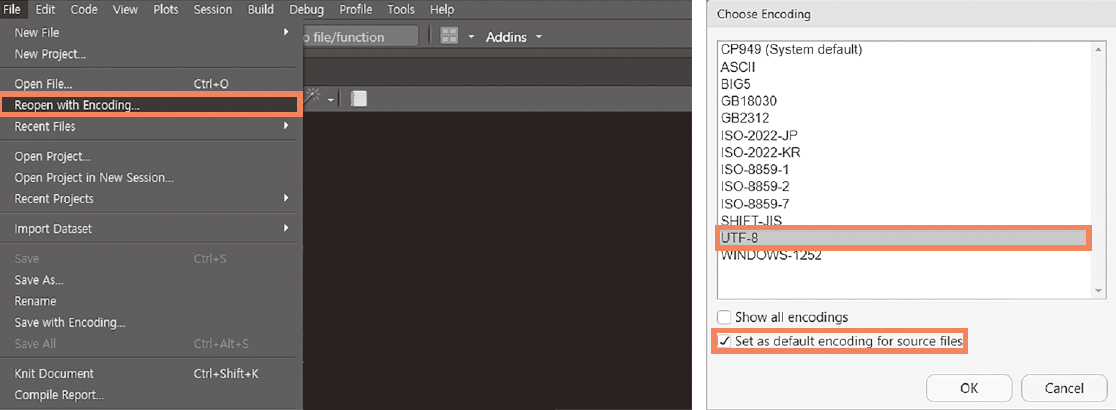 File Edit Code View Plots Session Build Debug Profile Tools Help
file/function Addins
New File
New Project...
Open File... Ctrl+O
Reopen with Encoding...
Recent Files
Open Project...
Open Project in New Session...
Recent Projects
Import Dataset
Save Ctrl+S
Save As...
Rename
Save with Encoding...
Save All Ctrl+Alt+S
Knit Document Ctrl+Shift+K
Compile Report...
Choose Encoding
CP949 (System default)
ASCII
BIG5
GB18030
GB2312
ISO-2022-JP
ISO-2022-KR
ISO-8859-1
ISO-8859-2
ISO-8859-7
SHIFT-JIS
UTF-8
WINDOWS-1252
Show all encodings
Set as default encoding for source files
OK Cancel